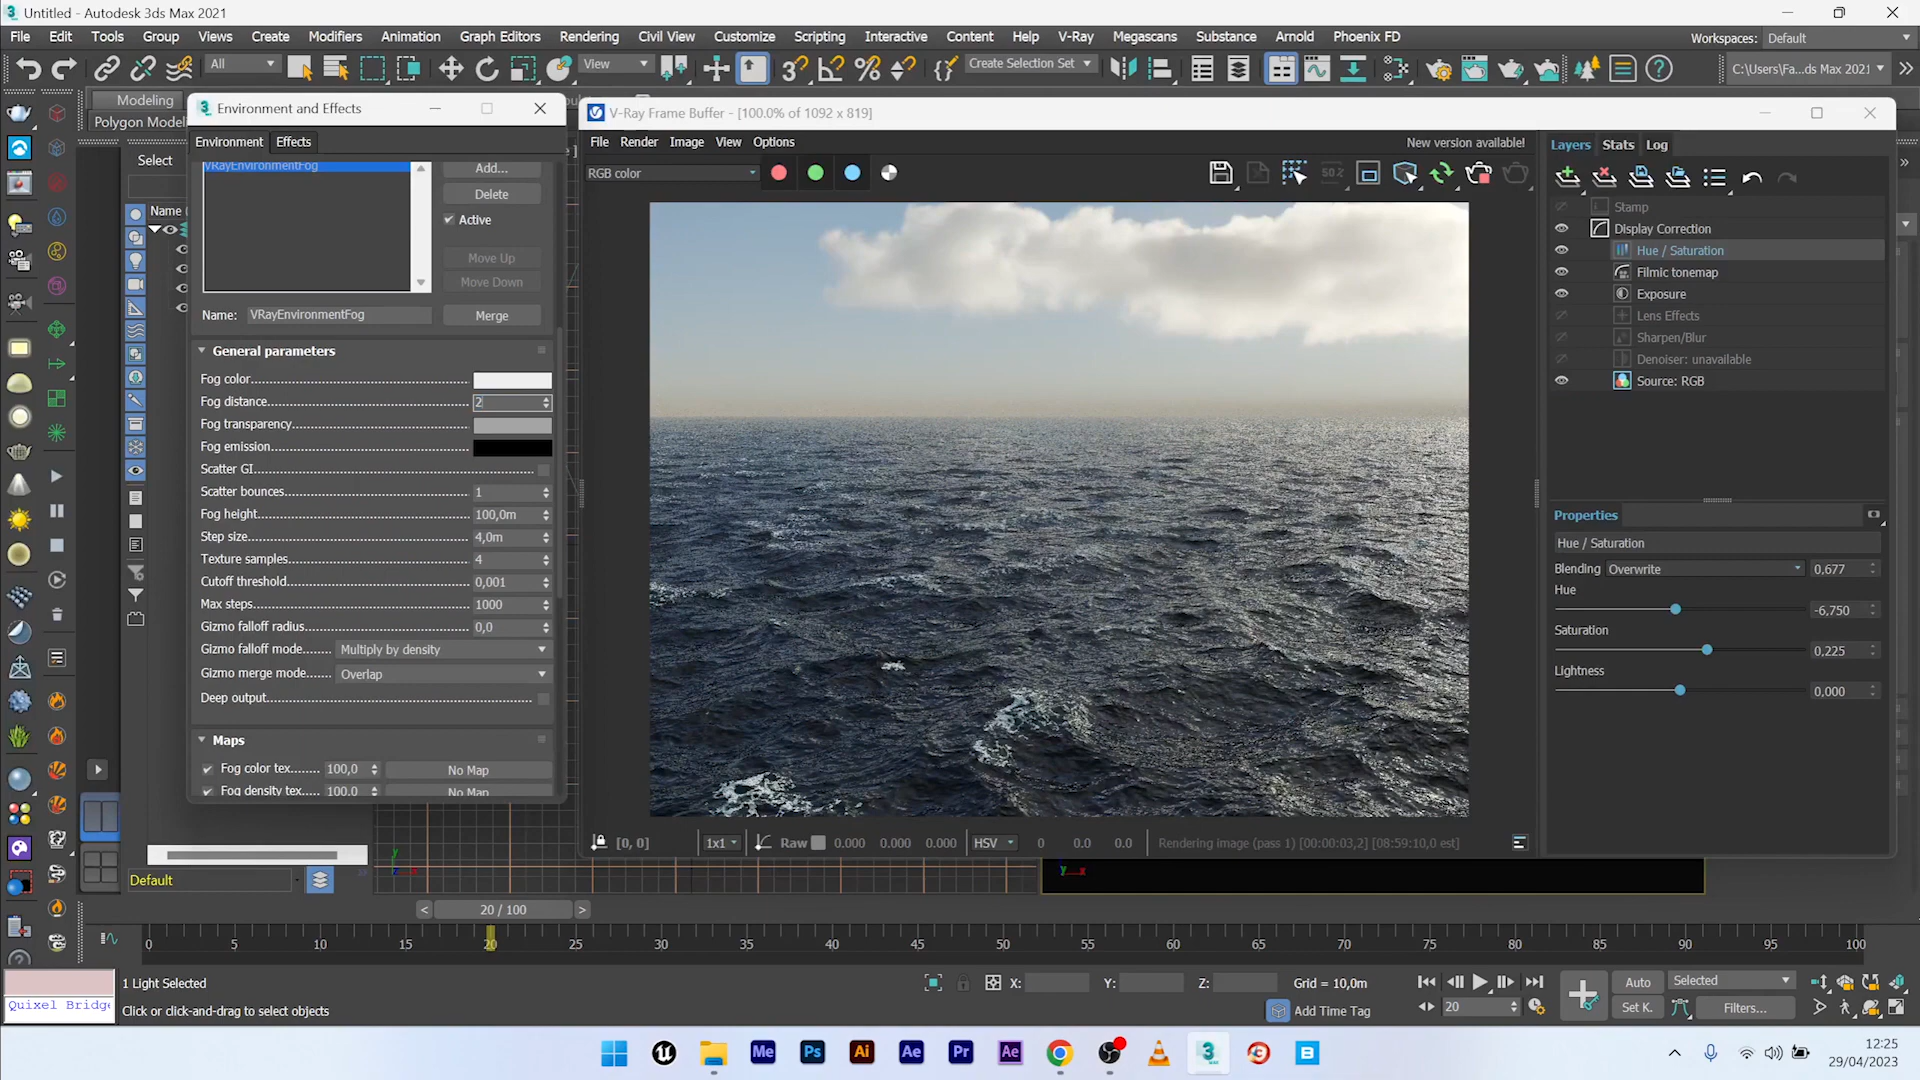 Untitled - Autodesk 3ds Max 2021
File Edit Tools Group Views Create Modifiers Animation Graph Editors Rendering Civil View Customize Scripting Interactive Content Help V-Ray Megascans Substance Arnold Phoenix FD
Workspaces: Default
All View Create Selection Set C:\Users\Fa...ds Max 2021
Modeling
Polygon Model
Select
Name
Environment and Effects
Environment Effects
VRayEnvironmentFog
Add...
Delete
Active
Move Up
Move Down
Name: VRayEnvironmentFog Merge
General parameters
Fog color
Fog distance 2
Fog transparency
Fog emission
Scatter GI
Scatter bounces 1
Fog height 100,0m
Step size 4,0m
Texture samples 4
Cutoff threshold 0,001
Max steps 1000
Gizmo falloff radius 0,0
Gizmo falloff mode Multiply by density
Gizmo merge mode Overlap
Deep output
Maps
Fog color tex 100,0 No Map
Fog density tex 100,0 No Map
Default
V-Ray Frame Buffer - [100.0% of 1092 x 819]
File Render Image View Options New version available!
RGB color
50%
[0, 0] 1x1 Raw 0.000 0.000 0.000 HSV 0 0.0 0.0 Rendering image (pass 1) [00:00:03,2] [08:59:10,0 est]
Layers Stats Log
Stamp
Display Correction
Hue / Saturation
Filmic tonemap
Exposure
Lens Effects
Sharpen/Blur
Denoiser: unavailable
Source: RGB
Properties
Hue / Saturation
Blending Overwrite 0,677
Hue
-6,750
Saturation
0,225
Lightness
0,000
20 / 100
0 5 10 15 20 25 30 35 40 45 50 55 60 65 70 75 80 85 90 95 100
1 Light Selected
Quixel Bridge
Click or click-and-drag to select objects
X: Y: Z: Grid = 10,0m
Add Time Tag
Auto Selected
20 Set K. Filters...
Me Ps Ai Ae Pr Ae 3
12:25
29/04/2023